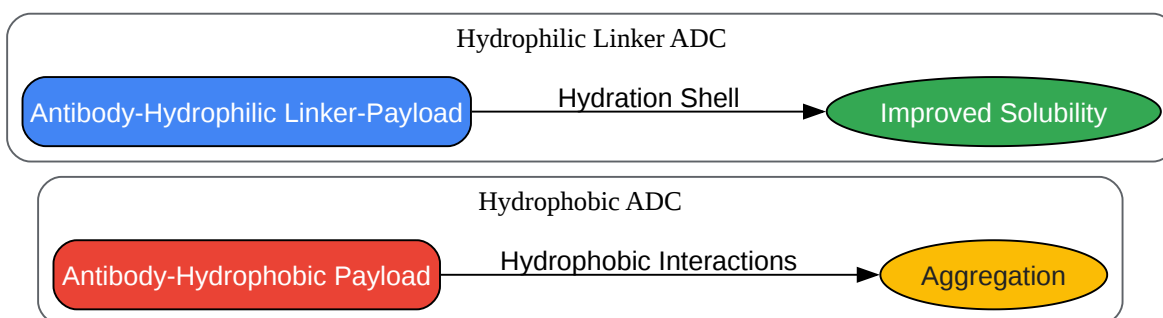 Hydrophilic Linker ADC
Antibody-Hydrophilic Linker-Payload
Hydration Shell
Improved Solubility
Hydrophobic ADC
Antibody-Hydrophobic Payload
Hydrophobic Interactions
Aggregation